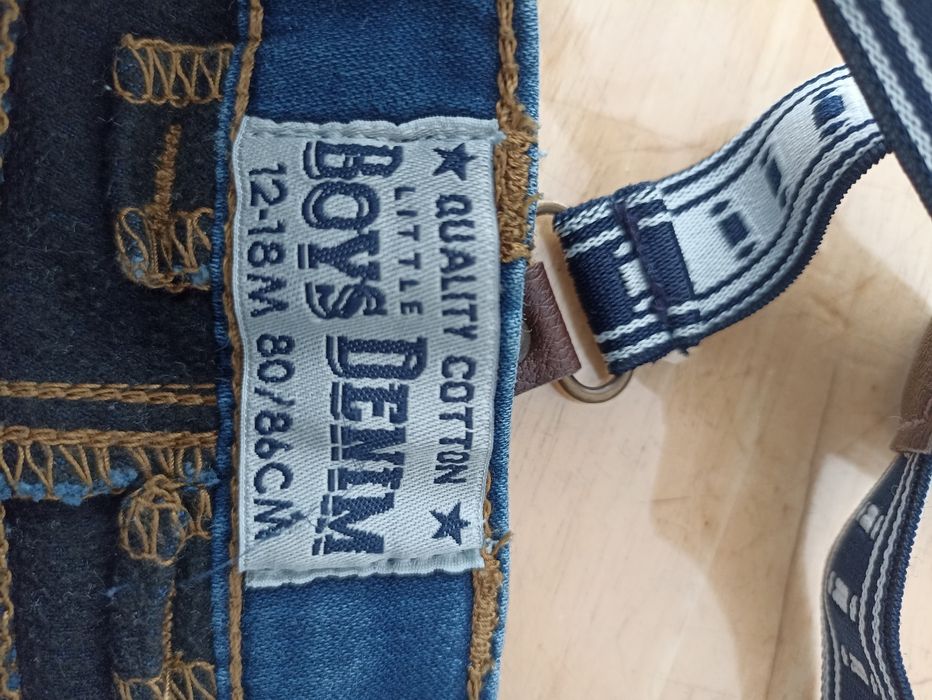 ★ QUALITY COTTON ★
LITTLE
BOYS DENIM
12-18M 80/86CM